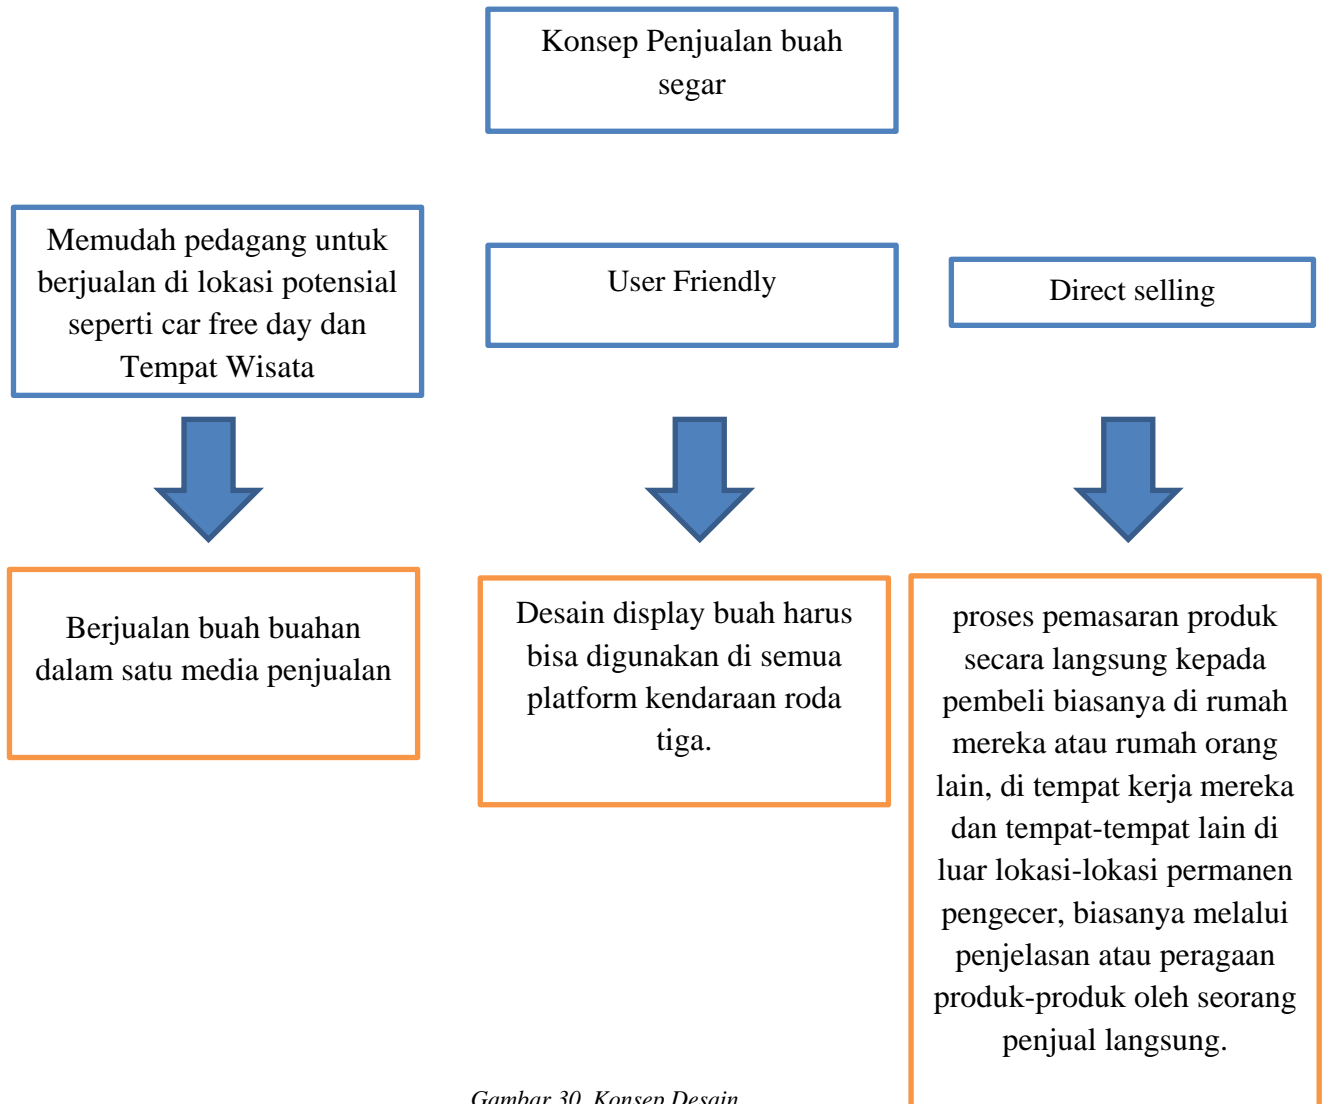 Konsep Penjualan buah
segar
Memudah pedagang untuk
berjualan di lokasi potensial
seperti car free day dan
Tempat Wisata
User Friendly
Direct selling
Berjualan buah buahan
dalam satu media penjualan
Desain display buah harus
bisa digunakan di semua
platform kendaraan roda
tiga.
proses pemasaran produk
secara langsung kepada
pembeli biasanya di rumah
mereka atau rumah orang
lain, di tempat kerja mereka
dan tempat-tempat lain di
luar lokasi-lokasi permanen
pengecer, biasanya melalui
penjelasan atau peragaan
produk-produk oleh seorang
penjual langsung.
Gambar 30. Konsep Desain